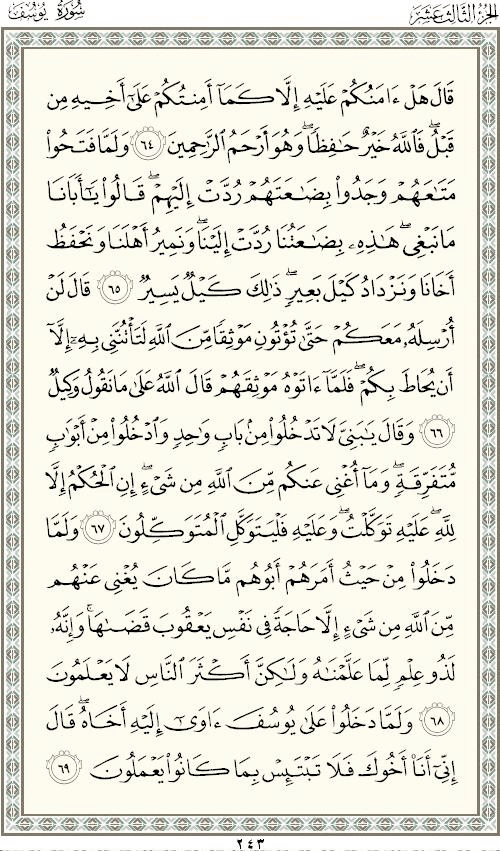 الجزء الثالث عشر
سورة يوسف
قَالَ هَلْ ءَامَنُكُمْ عَلَيْهِ إِلَّا كَمَآ أَمِنتُكُمْ عَلَىٰٓ أَخِيهِ مِن
قَبْلُ ۖ فَٱللَّهُ خَيْرٌ حَٰفِظًا ۖ وَهُوَ أَرْحَمُ ٱلرَّٰحِمِينَ ٦٤ وَلَمَّا فَتَحُوا۟
مَتَٰعَهُمْ وَجَدُوا۟ بِضَٰعَتَهُمْ رُدَّتْ إِلَيْهِمْ ۖ قَالُوا۟ يَٰٓأَبَانَا
مَا نَبْغِى ۖ هَٰذِهِۦ بِضَٰعَتُنَا رُدَّتْ إِلَيْنَا ۖ وَنَمِيرُ أَهْلَنَا وَنَحْفَظُ
أَخَانَا وَنَزْدَادُ كَيْلَ بَعِيرٍ ۖ ذَٰلِكَ كَيْلٌ يَسِيرٌ ٦٥ قَالَ لَنْ
أُرْسِلَهُۥ مَعَكُمْ حَتَّىٰ تُؤْتُونِ مَوْثِقًا مِّنَ ٱللَّهِ لَتَأْتُنَّنِى بِهِۦٓ إِلَّآ
أَن يُحَاطَ بِكُمْ ۖ فَلَمَّآ ءَاتَوْهُ مَوْثِقَهُمْ قَالَ ٱللَّهُ عَلَىٰ مَا نَقُولُ وَكِيلٌ
٦٦ وَقَالَ يَٰبَنِىَّ لَا تَدْخُلُوا۟ مِنۢ بَابٍ وَٰحِدٍ وَٱدْخُلُوا۟ مِنْ أَبْوَٰبٍ
مُّتَفَرِّقَةٍ ۖ وَمَآ أُغْنِى عَنكُم مِّنَ ٱللَّهِ مِن شَىْءٍ ۖ إِنِ ٱلْحُكْمُ إِلَّا
لِلَّهِ ۖ عَلَيْهِ تَوَكَّلْتُ ۖ وَعَلَيْهِ فَلْيَتَوَكَّلِ ٱلْمُتَوَكِّلُونَ ٦٧ وَلَمَّا
دَخَلُوا۟ مِنْ حَيْثُ أَمَرَهُمْ أَبُوهُم مَّا كَانَ يُغْنِى عَنْهُم
مِّنَ ٱللَّهِ مِن شَىْءٍ إِلَّا حَاجَةً فِى نَفْسِ يَعْقُوبَ قَضَىٰهَا ۚ وَإِنَّهُۥ
لَذُو عِلْمٍ لِّمَا عَلَّمْنَٰهُ وَلَٰكِنَّ أَكْثَرَ ٱلنَّاسِ لَا يَعْلَمُونَ
٦٨ وَلَمَّا دَخَلُوا۟ عَلَىٰ يُوسُفَ ءَاوَىٰٓ إِلَيْهِ أَخَاهُ ۖ قَالَ
إِنِّىٓ أَنَا۠ أَخُوكَ فَلَا تَبْتَئِسْ بِمَا كَانُوا۟ يَعْمَلُونَ ٦٩
٢٤٣